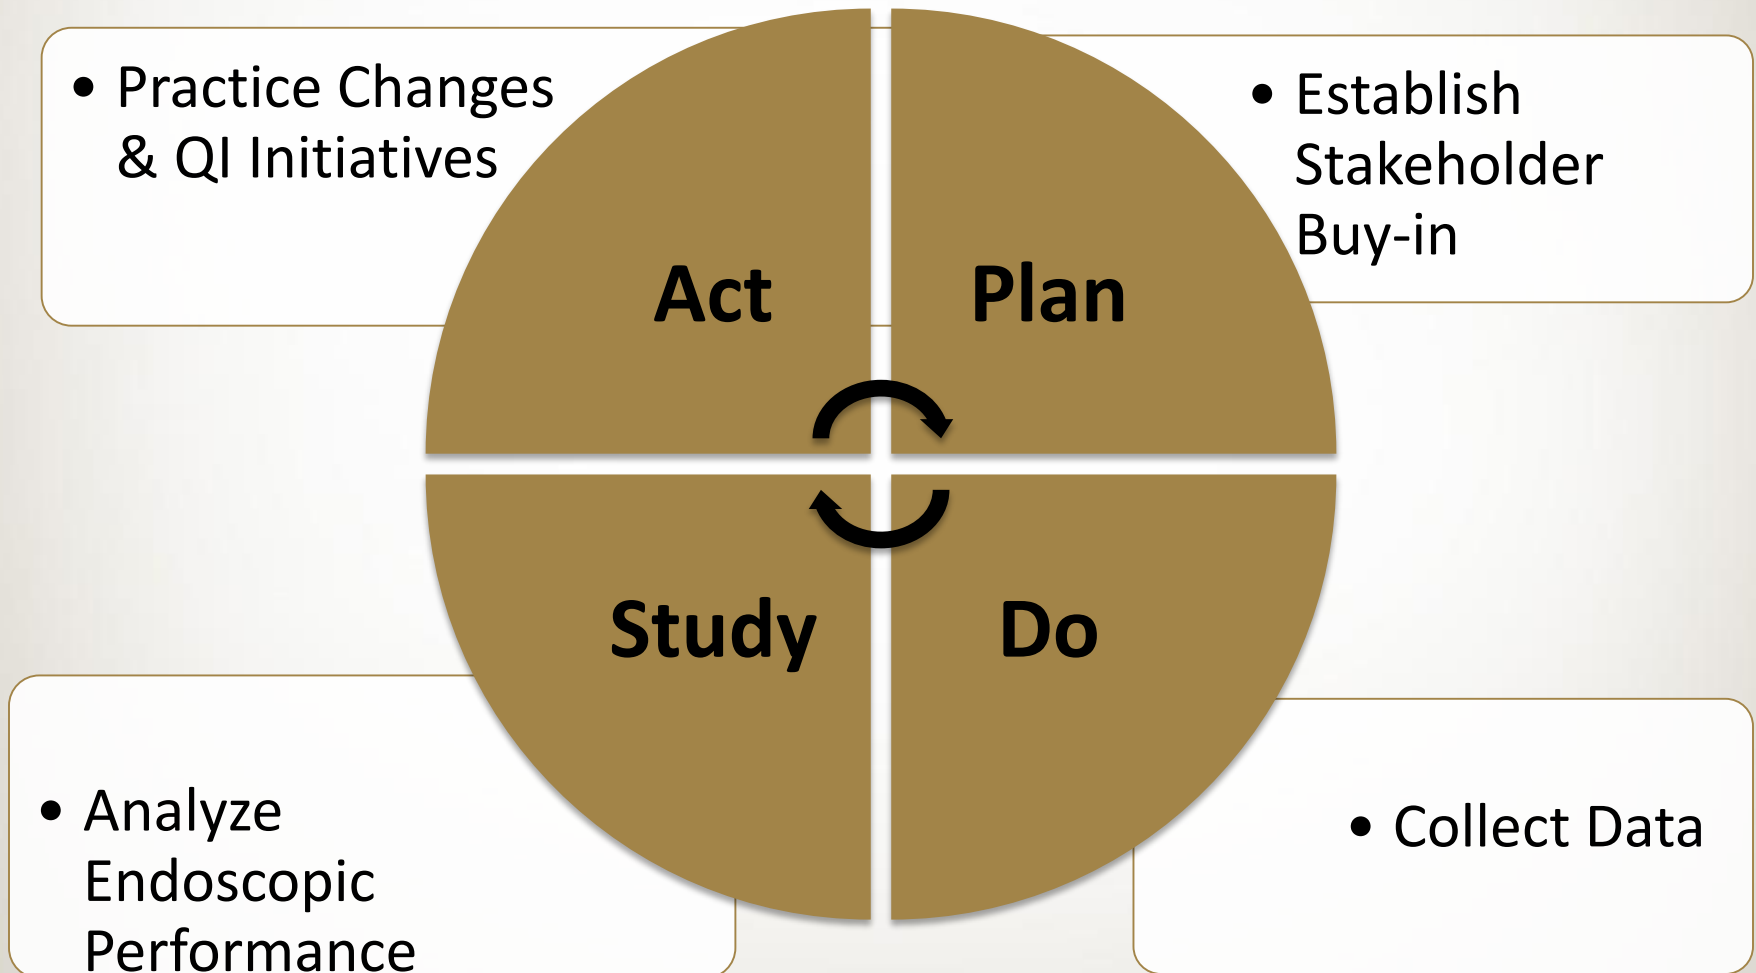 • Practice Changes
& QI Initiatives
• Establish
Stakeholder
Buy-in
Act
Plan
Study
Do
• Analyze
Endoscopic
Performance
• Collect Data